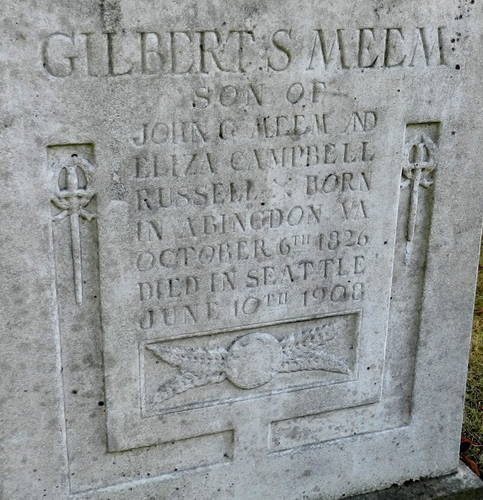 GILBERT S MEEM
SON OF
JOHN G MEEM AD
ELIZA CAMPBELL
RUSSELL X BORN
IN ABINGDON VA
OCTOBER 6TH 1826
DIED IN SEATTLE
JUNE 10TH 1908